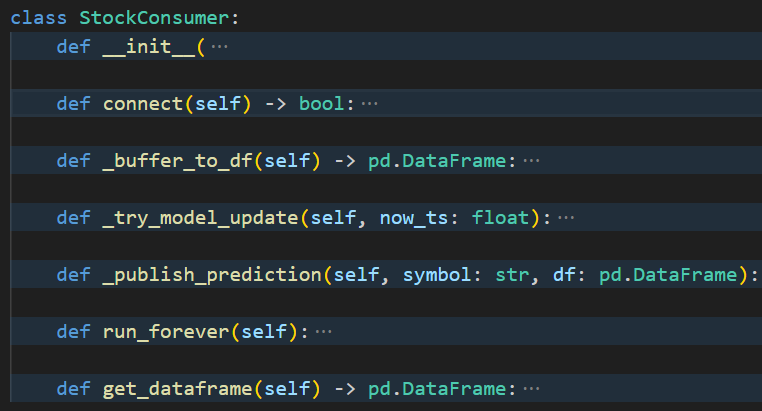 class StockConsumer:
    def __init__(···
    def connect(self) -> bool:···
    def _buffer_to_df(self) -> pd.DataFrame:···
    def _try_model_update(self, now_ts: float):···
    def _publish_prediction(self, symbol: str, df: pd.DataFrame):
    def run_forever(self):···
    def get_dataframe(self) -> pd.DataFrame:···